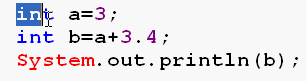 int a=3;
int b=a+3.4;
System.out.println(b);